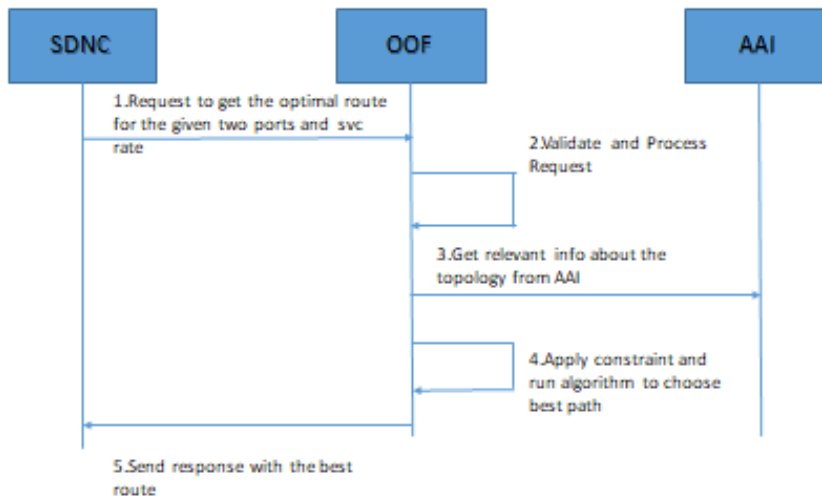 SDNC
OOF
AAI
1.Request to get the optimal route
for the given two ports and svc
rate
2.Validate and Process
Request
3.Get relevant info about the
topology from AAI
4.Apply constraint and
run algorithm to choose
best path
5.Send response with the best
route